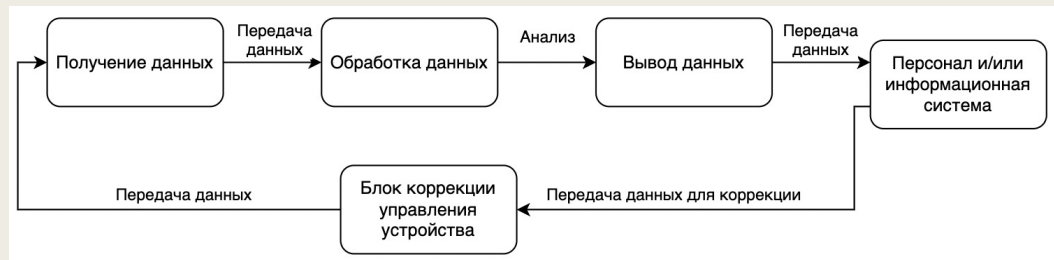 Получение данных
Передача
данных
Обработка данных
Анализ
Вывод данных
Передача
данных
Персонал и/или
информационная
система
Передача данных
Блок коррекции
управления
устройства
Передача данных для коррекции